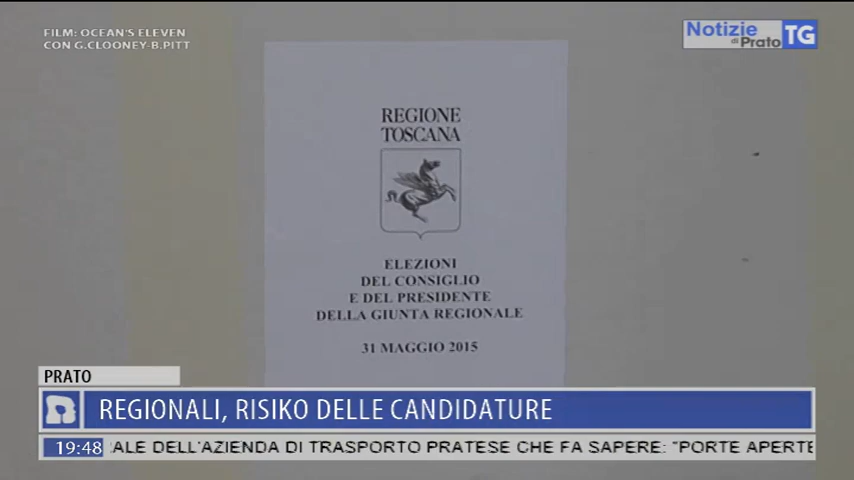 FILM: OCEAN'S ELEVEN
CON G.CLOONEY-B.PITT
Notizie
di Prato TG
REGIONE
TOSCANA
ELEZIONI
DEL CONSIGLIO
E DEL PRESIDENTE
DELLA GIUNTA REGIONALE
31 MAGGIO 2015
PRATO
REGIONALI, RISIKO DELLE CANDIDATURE
19:48 ALE DELL'AZIENDA DI TRASPORTO PRATESE CHE FA SAPERE: "PORTE APERTE